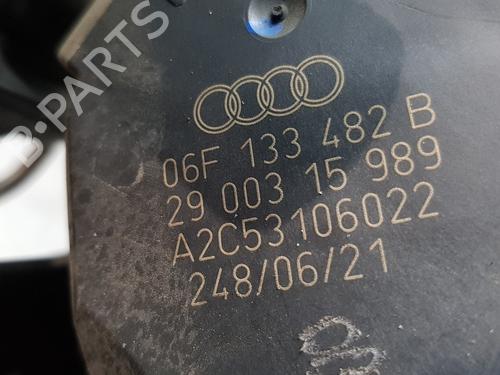 B-PARTS
06F 133 482 B
29 003 15 989
A2C53106022
248/06/21